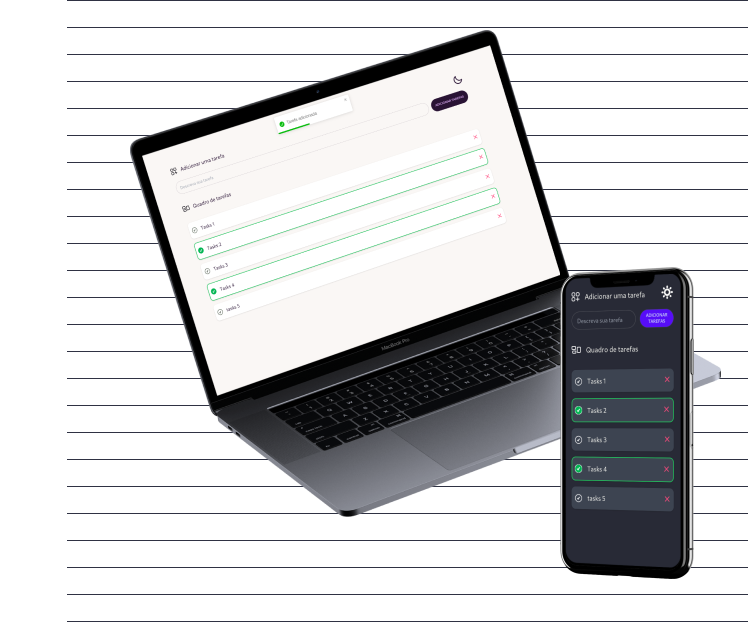 Tarefa adicionada
ADICIONAR TAREFAS
Adicionar uma tarefa
Descreva sua tarefa
Quadro de tarefas
Tasks 1
Tasks 2
Tasks 3
Tasks 4
tasks 5
MacBook Pro
Adicionar uma tarefa
Descreva sua tarefa
ADICIONAR
TAREFAS
Quadro de tarefas
Tasks 1
Tasks 2
Tasks 3
Tasks 4
tasks 5